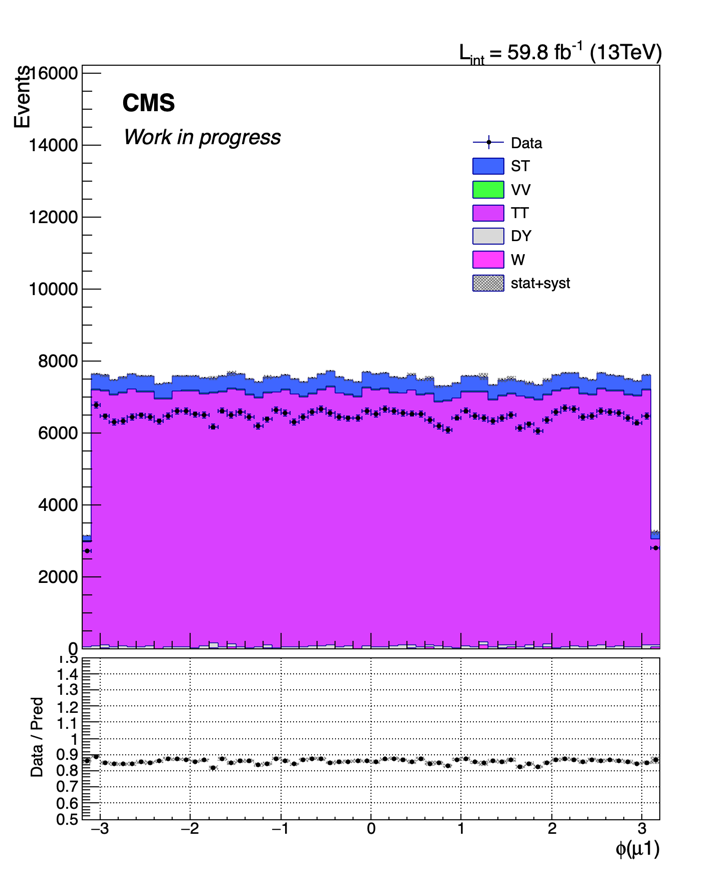 L_int = 59.8 fb^-1 (13TeV)
Events
16000
CMS
Work in progress
14000
Data
ST
VV
12000
TT
DY
W
10000
stat+syst
8000
6000
4000
2000
0
1.5
1.4
1.3
1.2
1.1
1
0.9
0.8
0.7
0.6
0.5
Data / Pred
−3 −2 −1 0 1 2 3
ϕ(μ1)